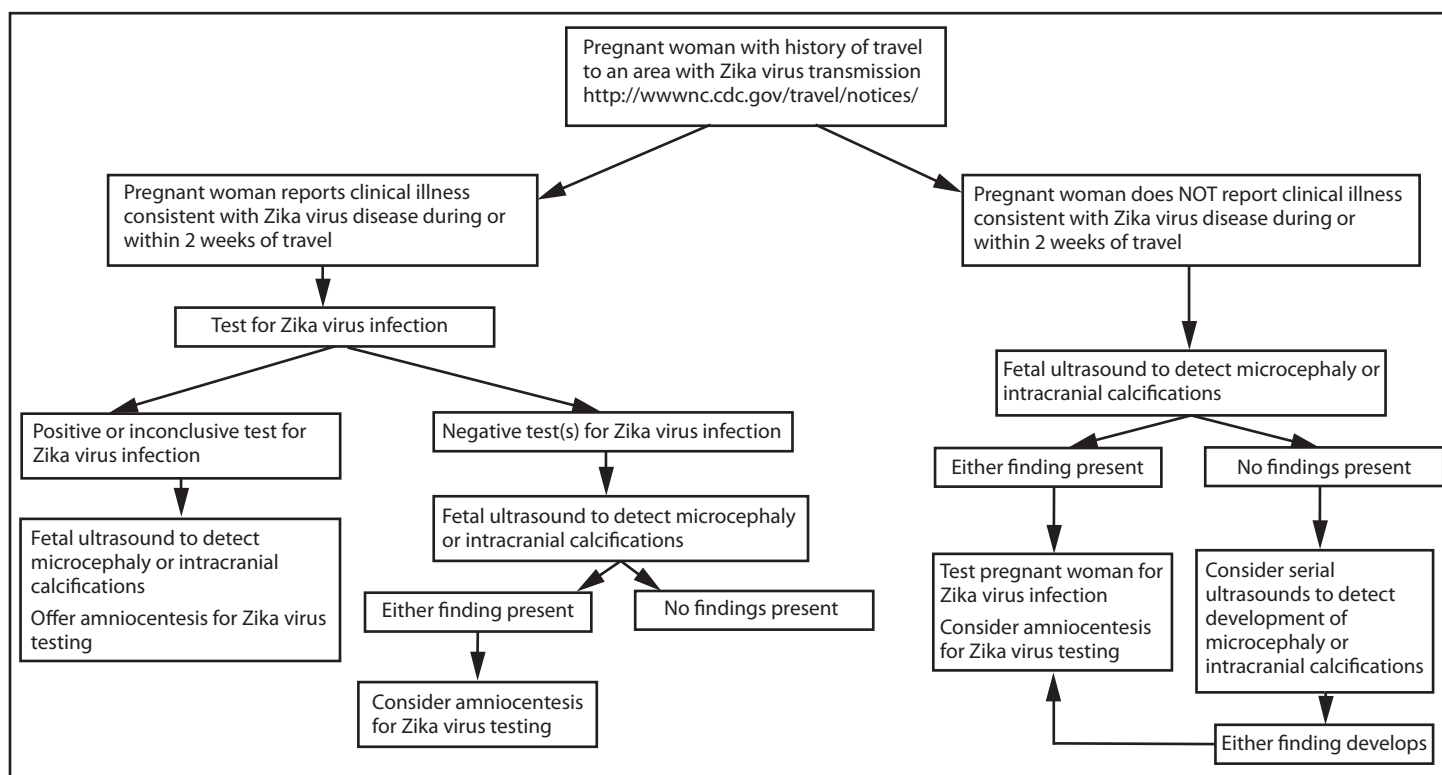 Pregnant woman with history of travel
to an area with Zika virus transmission
http://wwwnc.cdc.gov/travel/notices/
Pregnant woman reports clinical illness
consistent with Zika virus disease during or
within 2 weeks of travel
Test for Zika virus infection
Positive or inconclusive test for
Zika virus infection
Fetal ultrasound to detect
microcephaly or intracranial
calcifications
Offer amniocentesis for Zika virus
testing
Negative test(s) for Zika virus infection
Fetal ultrasound to detect microcephaly
or intracranial calcifications
Either finding present
No findings present
Consider amniocentesis
for Zika virus testing
Pregnant woman does NOT report clinical illness
consistent with Zika virus disease during or
within 2 weeks of travel
Fetal ultrasound to detect microcephaly or
intracranial calcifications
Either finding present
No findings present
Test pregnant woman for
Zika virus infection
Consider amniocentesis
for Zika virus testing
Consider serial
ultrasounds to detect
development of
microcephaly or
intracranial calcifications
Either finding develops